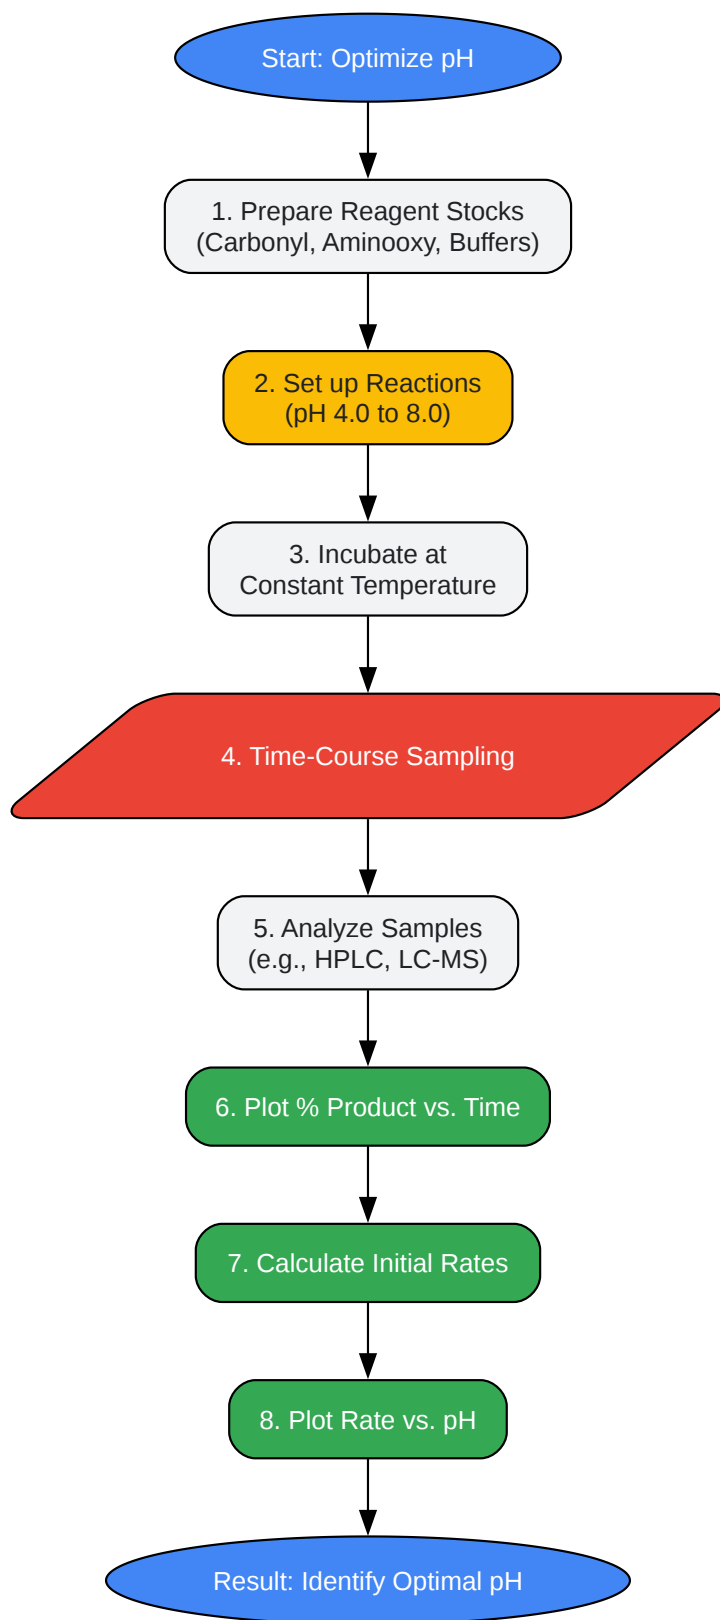 Start: Optimize pH
1. Prepare Reagent Stocks
(Carbonyl, Aminooxy, Buffers)
2. Set up Reactions
(pH 4.0 to 8.0)
3. Incubate at
Constant Temperature
4. Time-Course Sampling
5. Analyze Samples
(e.g., HPLC, LC-MS)
6. Plot % Product vs. Time
7. Calculate Initial Rates
8. Plot Rate vs. pH
Result: Identify Optimal pH